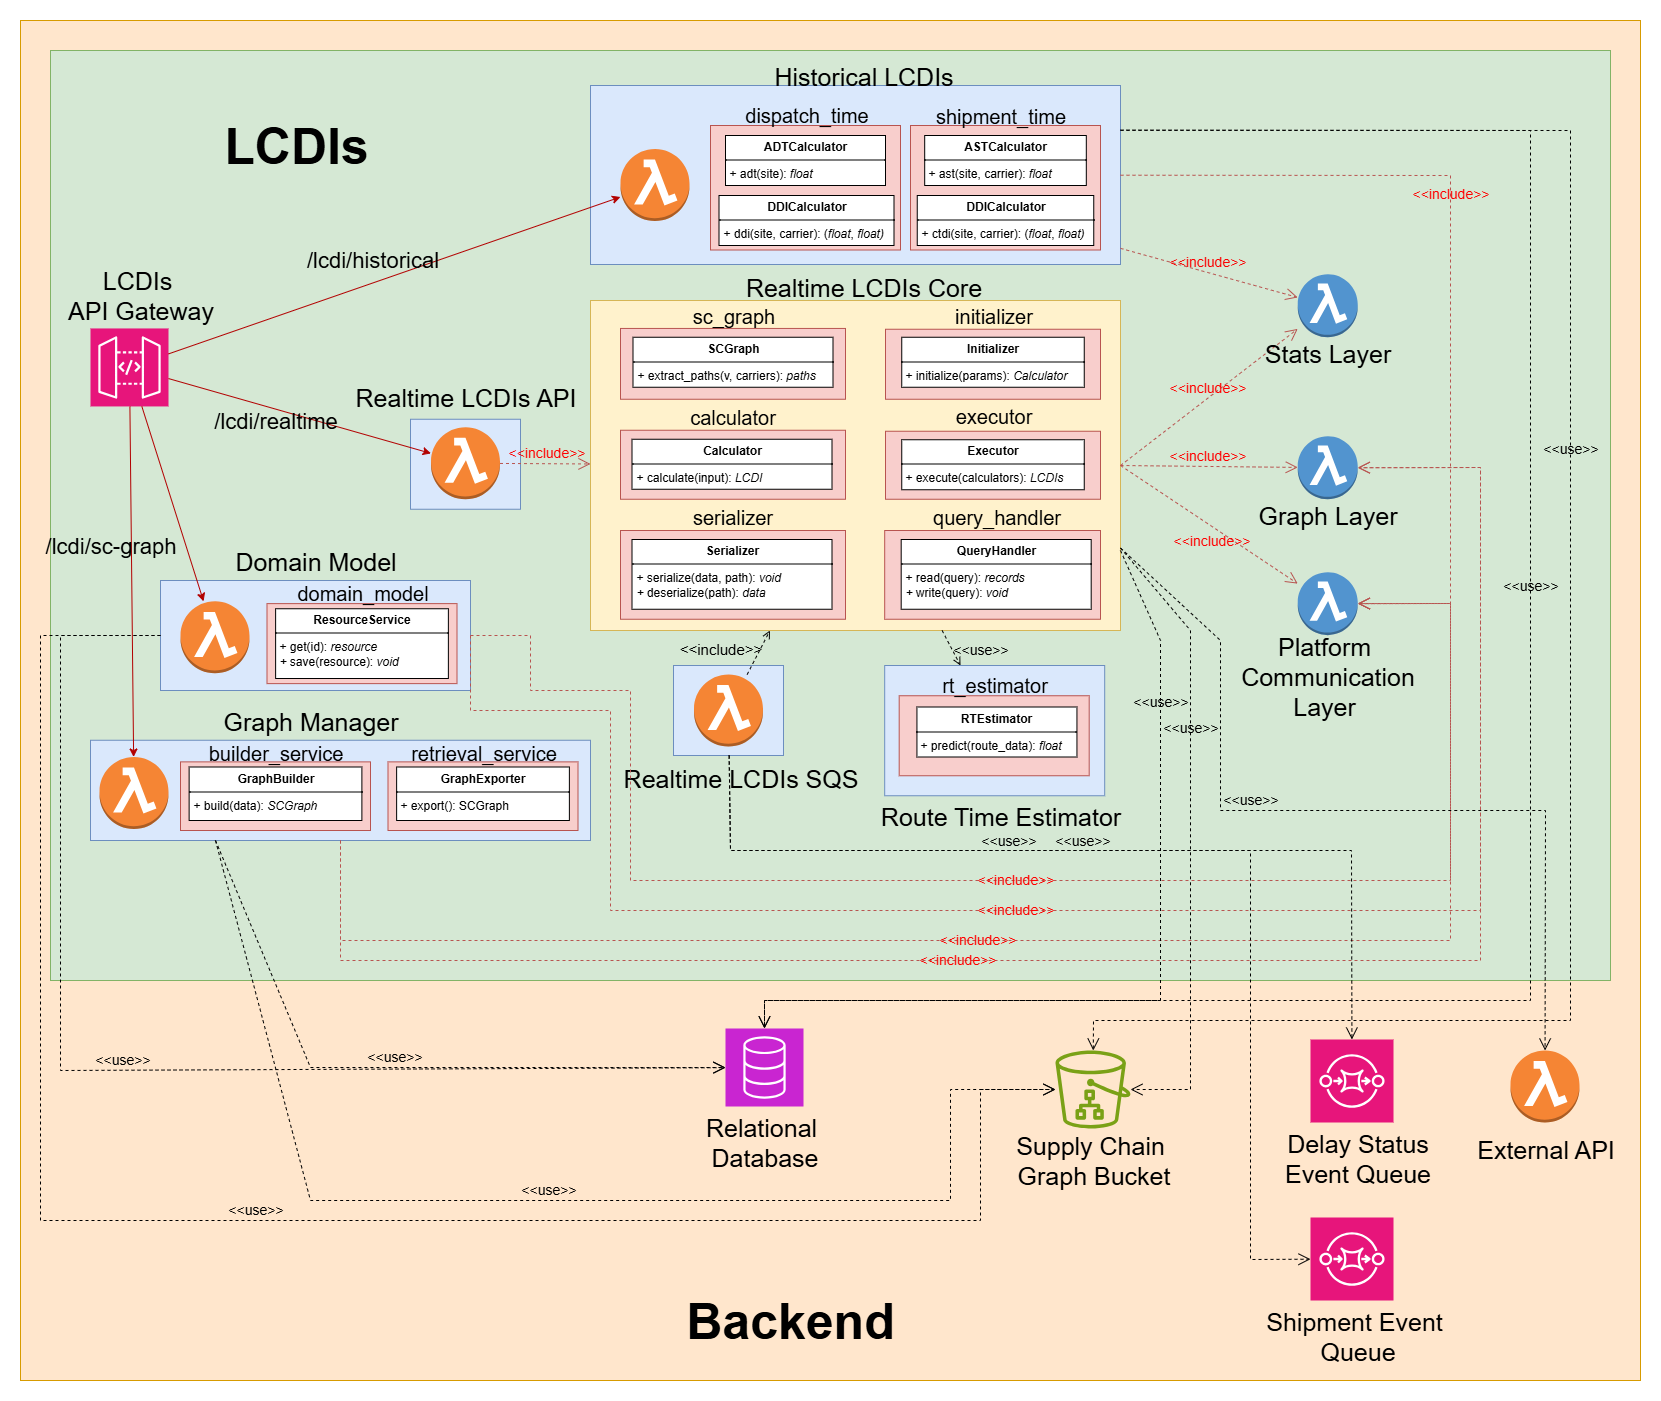 Historical LCDIs
LCDIs
dispatch_time
ADTCalculator
+ adt(site): float
DDICalculator
+ ddi(site, carrier): (float, float)
shipment_time
ASTCalculator
+ ast(site, carrier): float
DDICalculator
+ ctdi(site, carrier): (float, float)
<<include>>
<<include>>
/lcdi/historical
LCDIs
API Gateway
Realtime LCDIs Core
sc_graph
SCGraph
+ extract_paths(v, carriers): paths
initializer
Initializer
+ initialize(params): Calculator
Stats Layer
<<include>>
Realtime LCDIs API
/lcdi/realtime
<<include>>
calculator
Calculator
+ calculate(input): LCDI
executor
Executor
+ execute(calculators): LCDIs
<<include>>
<<use>>
Graph Layer
serializer
Serializer
+ serialize(data, path): void
+ deserialize(path): data
query_handler
QueryHandler
+ read(query): records
+ write(query): void
<<include>>
<<use>>
/lcdi/sc-graph
Domain Model
domain_model
ResourceService
+ get(id): resource
+ save(resource): void
<<include>>
<<use>>
Platform
Communication
Layer
rt_estimator
RTEstimator
+ predict(route_data): float
<<use>>
<<use>>
Graph Manager
builder_service
GraphBuilder
+ build(data): SCGraph
retrieval_service
GraphExporter
+ export(): SCGraph
Realtime LCDIs SQS
Route Time Estimator
<<use>>
<<use>>
<<use>>
<<include>>
<<include>>
<<include>>
<<include>>
<<use>>
<<use>>
Relational
Database
Supply Chain
Graph Bucket
Delay Status
Event Queue
External API
<<use>>
<<use>>
Backend
Shipment Event
Queue